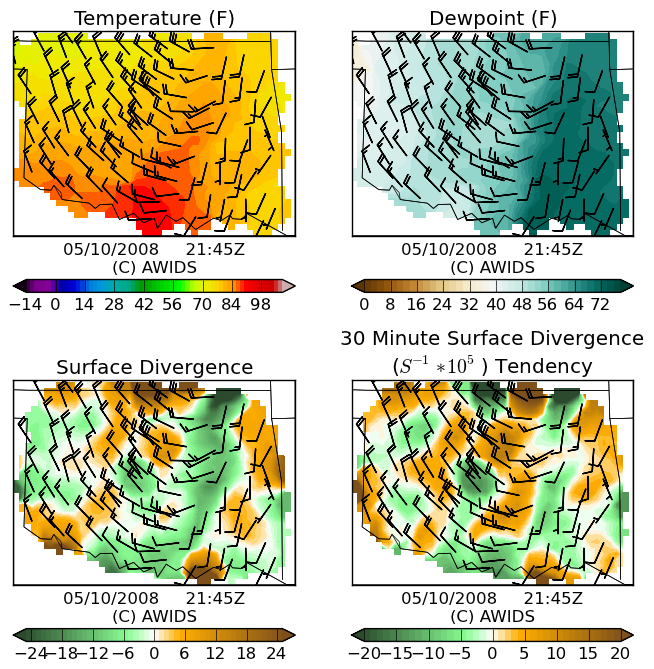 Temperature (F)
Dewpoint (F)
05/10/2008 21:45Z
(C) AWIDS
−14 0 14 28 42 56 70 84 98
05/10/2008 21:45Z
(C) AWIDS
0 8 16 24 32 40 48 56 64 72
Surface Divergence
30 Minute Surface Divergence
(S^{−1} *10^5 ) Tendency
05/10/2008 21:45Z
(C) AWIDS
−24 −18 −12 −6 0 6 12 18 24
05/10/2008 21:45Z
(C) AWIDS
−20 −15 −10 −5 0 5 10 15 20